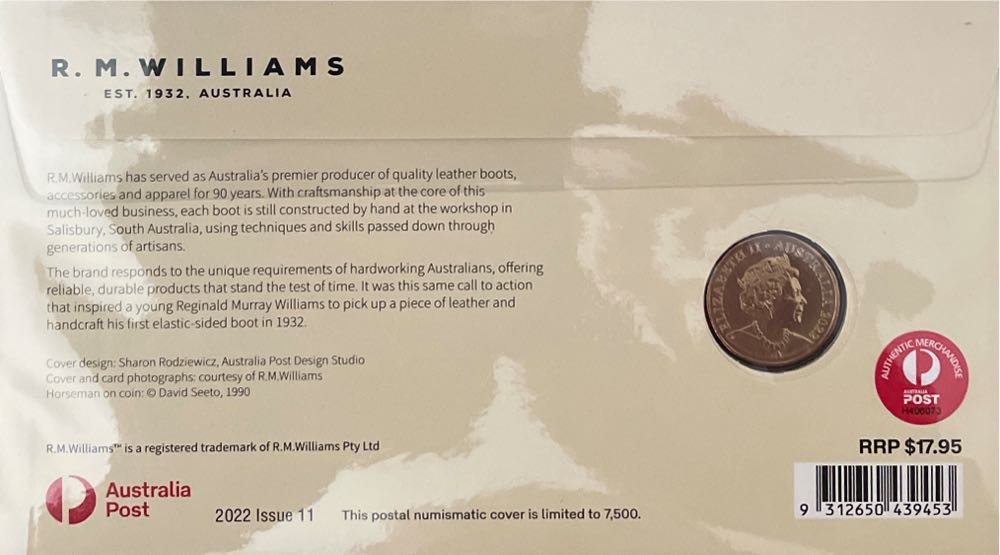 R. M. WILLIAMS
EST. 1932, AUSTRALIA
R.M.Williams has served as Australia's premier producer of quality leather boots,
accessories and apparel for 90 years. With craftsmanship at the core of this
much-loved business, each boot is still constructed by hand at the workshop in
Salisbury, South Australia, using techniques and skills passed down through
generations of artisans.
The brand responds to the unique requirements of hardworking Australians, offering
reliable, durable products that stand the test of time. It was this same call to action
that inspired a young Reginald Murray Williams to pick up a piece of leather and
handcraft his first elastic-sided boot in 1932.
Cover design: Sharon Rodziewicz, Australia Post Design Studio
Cover and card photographs: courtesy of R.M.Williams
Horseman on coin: © David Seeto, 1990
R.M.Williams™ is a registered trademark of R.M.Williams Pty Ltd
Australia
Post
2022 Issue 11
This postal numismatic cover is limited to 7,500.
ELIZABETH II • AUSTRALIA 2022
AUTHENTIC MERCHANDISE
AUSTRALIA
POST
H406073
RRP $17.95
9 312650 439453